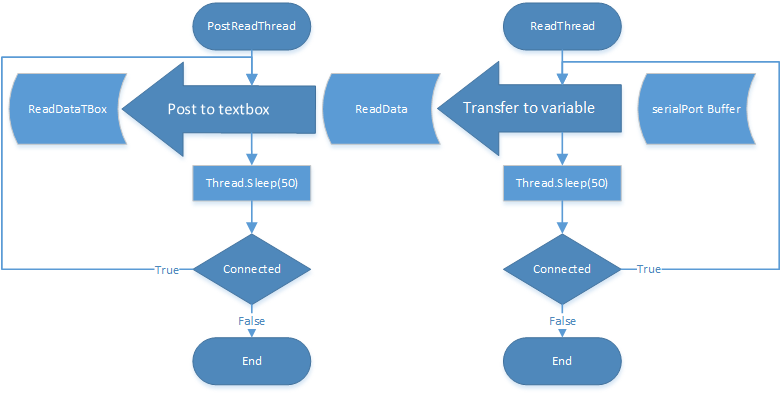 PostReadThread
ReadThread
ReadDataTBox
Post to textbox
ReadData
Transfer to variable
serialPort Buffer
Thread.Sleep(50)
Thread.Sleep(50)
True
Connected
Connected
True
False
False
End
End